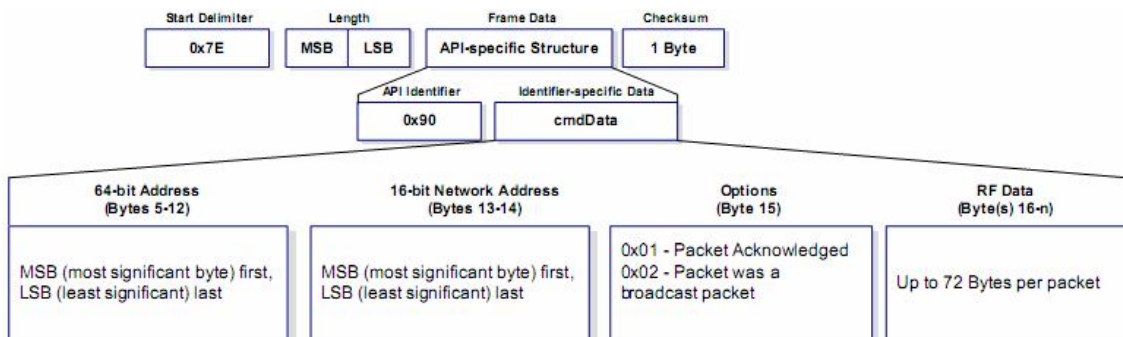 Start Delimiter
Length
Frame Data
Checksum
0x7E
MSB
LSB
API-specific Structure
1 Byte
API Identifier
Identifier-specific Data
0x90
cmdData
64-bit Address
(Bytes 5-12)
16-bit Network Address
(Bytes 13-14)
Options
(Byte 15)
RF Data
(Byte(s) 16-n)
MSB (most significant byte) first,
LSB (least significant) last
MSB (most significant byte) first,
LSB (least significant) last
0x01 - Packet Acknowledged
0x02 - Packet was a
broadcast packet
Up to 72 Bytes per packet